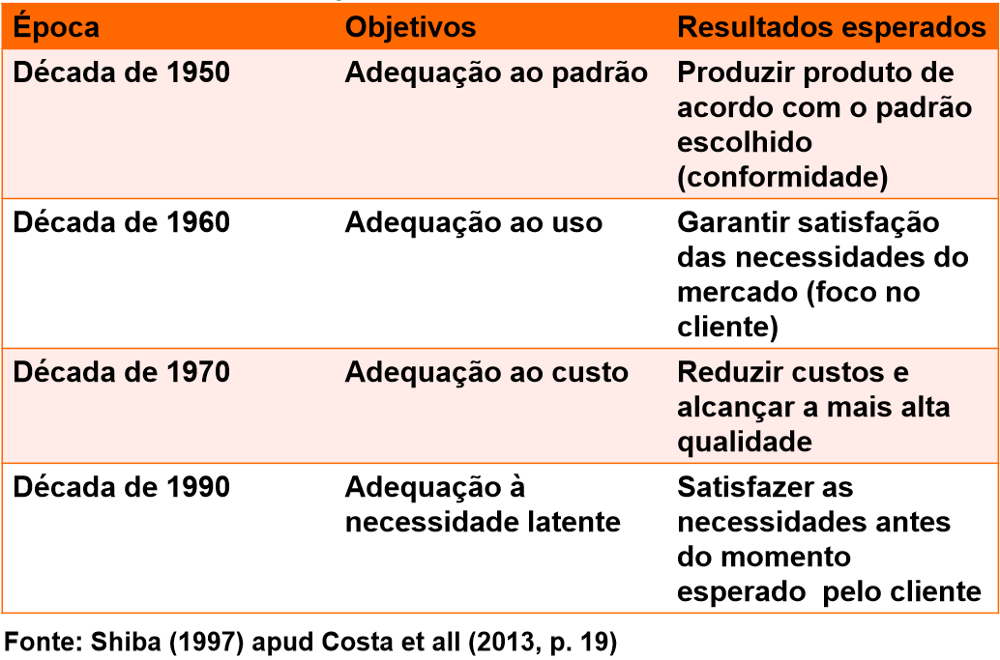 Época Objetivos Resultados esperados
Década de 1950 Adequação ao padrão Produzir produto de
acordo com o padrão
escolhido
(conformidade)
Década de 1960 Adequação ao uso Garantir satisfação
das necessidades do
mercado (foco no
cliente)
Década de 1970 Adequação ao custo Reduzir custos e
alcançar a mais alta
qualidade
Década de 1990 Adequação à Satisfazer as
necessidade latente necessidades antes
do momento
esperado pelo cliente
Fonte: Shiba (1997) apud Costa et all (2013, p. 19)